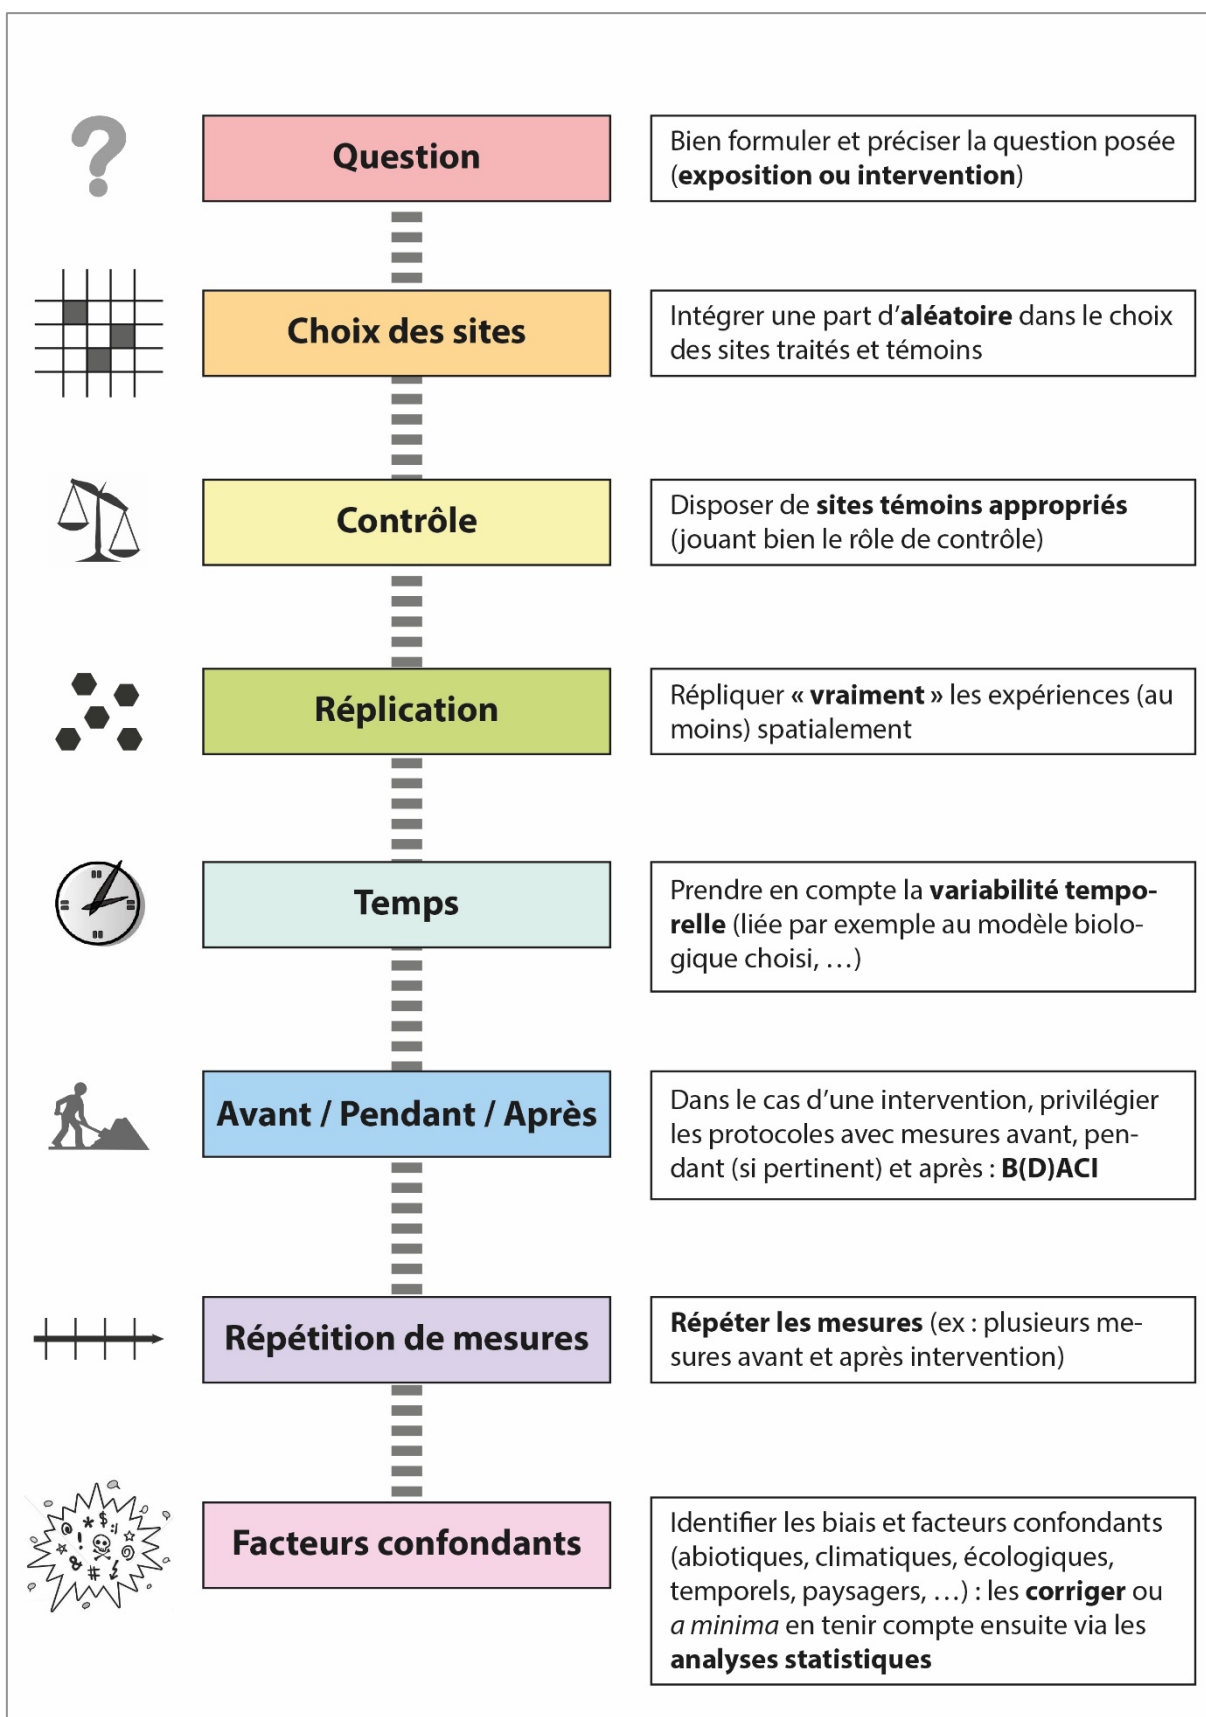 Question
Bien formuler et préciser la question posée
(exposition ou intervention)
Choix des sites
Intégrer une part d’aléatoire dans le choix
des sites traités et témoins
Contrôle
Disposer de sites témoins appropriés
(jouant bien le rôle de contrôle)
Réplication
Répliquer « vraiment » les expériences (au
moins) spatialement
Temps
Prendre en compte la variabilité tempo-
relle (liée par exemple au modèle biolo-
gique choisi, …)
Avant / Pendant / Après
Dans le cas d’une intervention, privilégier
les protocoles avec mesures avant, pen-
dant (si pertinent) et après : B(D)ACI
Répétition de mesures
Répéter les mesures (ex : plusieurs me-
sures avant et après intervention)
Facteurs confondants
Identifier les biais et facteurs confondants
(abiotiques, climatiques, écologiques,
temporels, paysagers, …) : les corriger ou
a minima en tenir compte ensuite via les
analyses statistiques